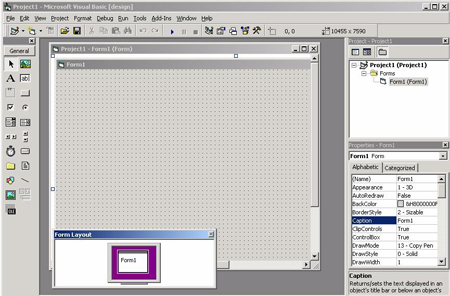 Project1 - Microsoft Visual Basic [design]
File Edit View Project Format Debug Run Tools Add-Ins Window Help
0, 0 10455 x 7590
General
A
ab|
Project1 - Form1 (Form)
Form1
Form Layout
Form1
Project - Project1
Project1 (Project1)
Forms
Form1 (Form1)
Properties - Form1
Form1 Form
Alphabetic Categorized
(Name) Form1
Appearance 1 - 3D
AutoRedraw False
BackColor &H8000000F
BorderStyle 2 - Sizable
Caption Form1
ClipControls True
ControlBox True
DrawMode 13 - Copy Pen
DrawStyle 0 - Solid
DrawWidth 1
Caption
Returns/sets the text displayed in an
object's title bar or below an object's